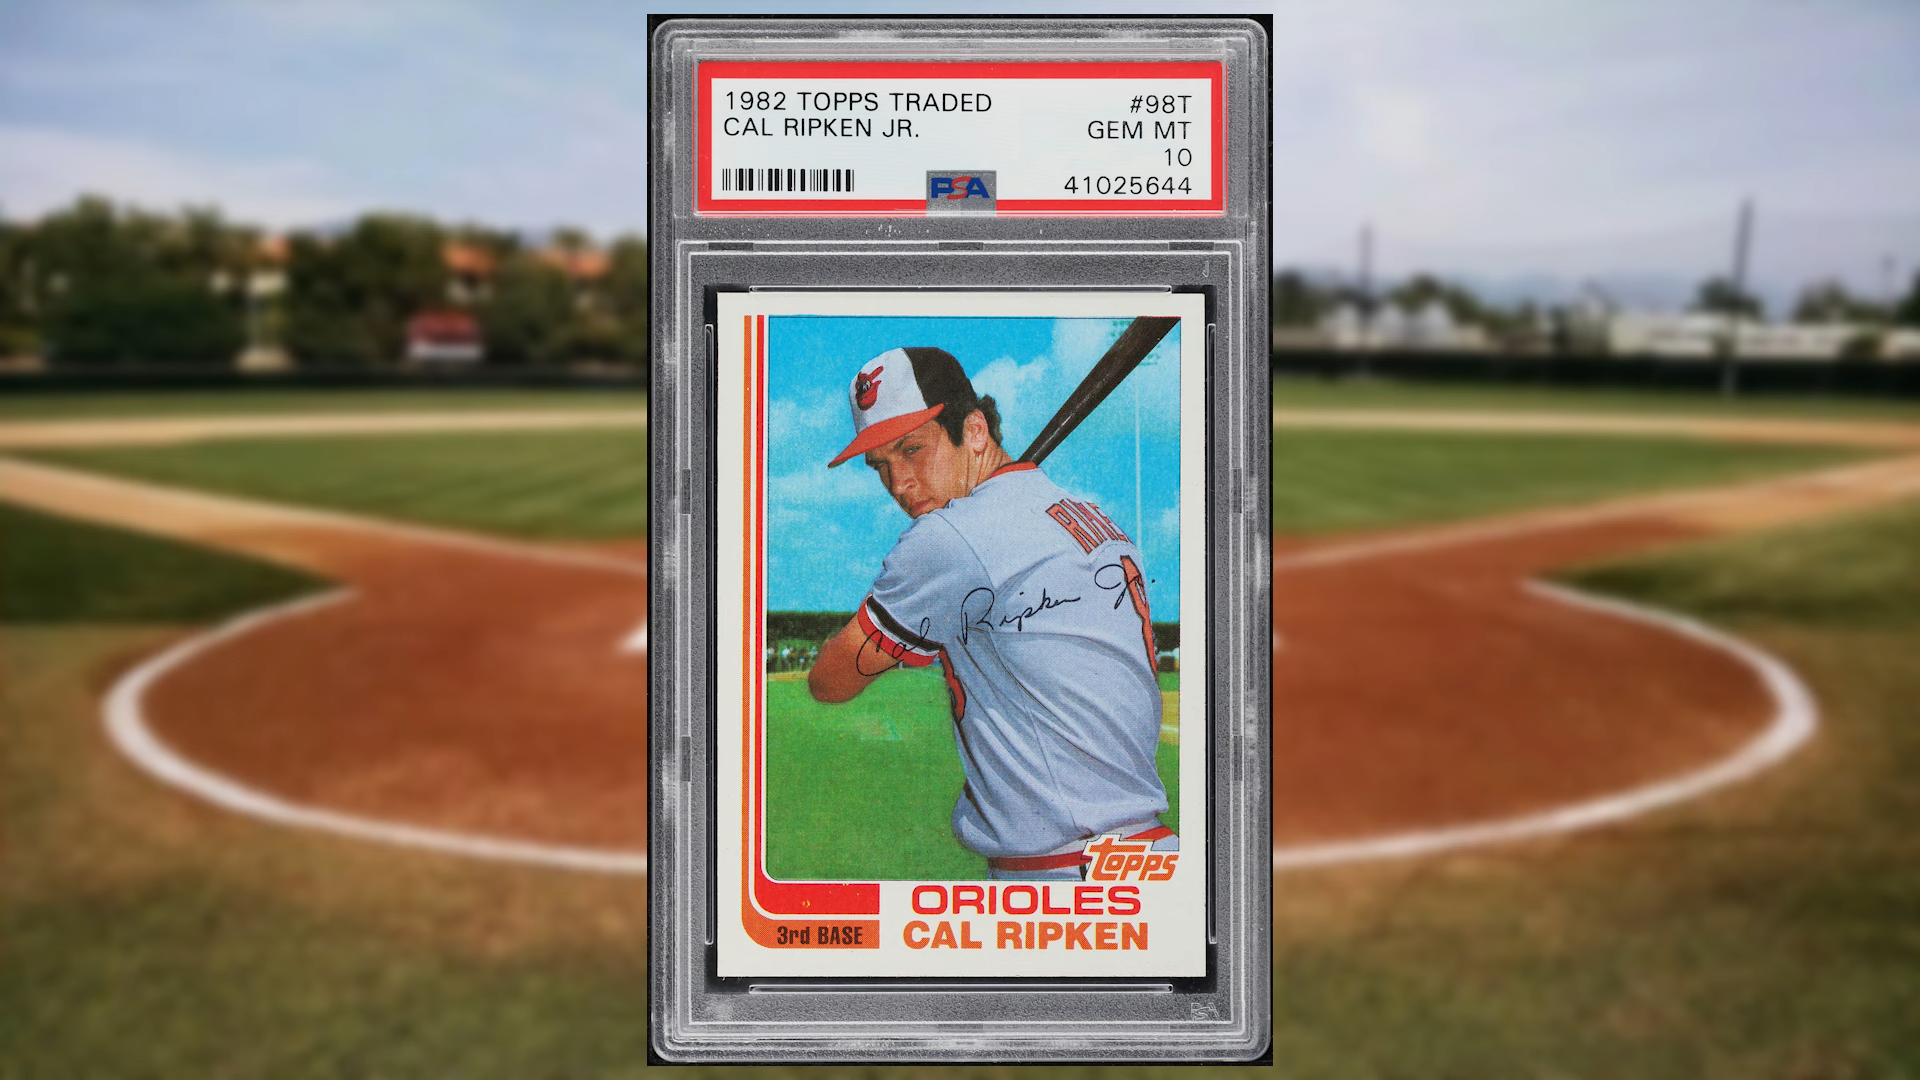 1982 TOPPS TRADED #98T
CAL RIPKEN JR. GEM MT
10
PSA 41025644
Cal Ripken Jr.
Topps
ORIOLES
3rd BASE CAL RIPKEN